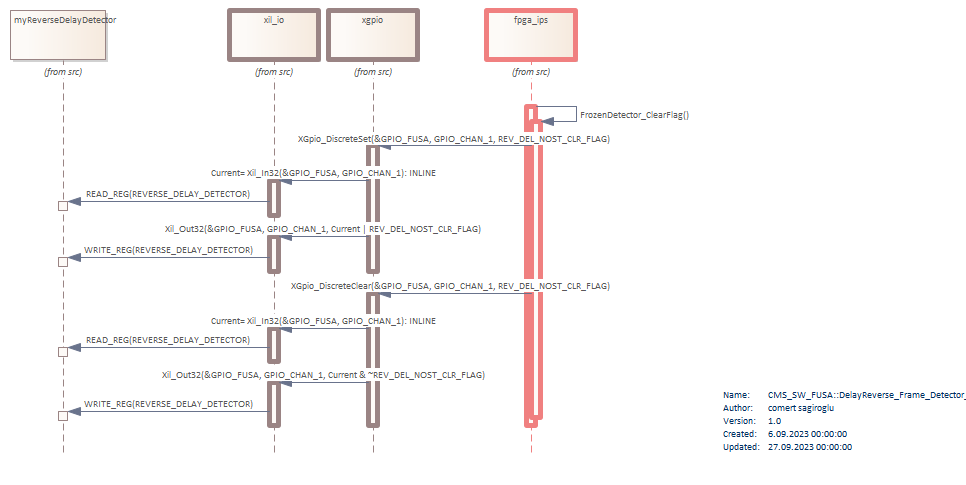 myReverseDelayDetector
xil_io
xgpio
fpga_ips
(from src)
(from src)
(from src)
(from src)
FrozenDetector_ClearFlag()
XGpio_DiscreteSet(&GPIO_FUSA, GPIO_CHAN_1, REV_DEL_NOST_CLR_FLAG)
Current= Xil_In32(&GPIO_FUSA, GPIO_CHAN_1): INLINE
READ_REG(REVERSE_DELAY_DETECTOR)
Xil_Out32(&GPIO_FUSA, GPIO_CHAN_1, Current | REV_DEL_NOST_CLR_FLAG)
WRITE_REG(REVERSE_DELAY_DETECTOR)
XGpio_DiscreteClear(&GPIO_FUSA, GPIO_CHAN_1, REV_DEL_NOST_CLR_FLAG)
Current= Xil_In32(&GPIO_FUSA, GPIO_CHAN_1): INLINE
READ_REG(REVERSE_DELAY_DETECTOR)
Xil_Out32(&GPIO_FUSA, GPIO_CHAN_1, Current & ~REV_DEL_NOST_CLR_FLAG)
WRITE_REG(REVERSE_DELAY_DETECTOR)
Name: CMS_SW_FUSA::DelayReverse_Frame_Detector_
Author: comert sagiroglu
Version: 1.0
Created: 6.09.2023 00:00:00
Updated: 27.09.2023 00:00:00